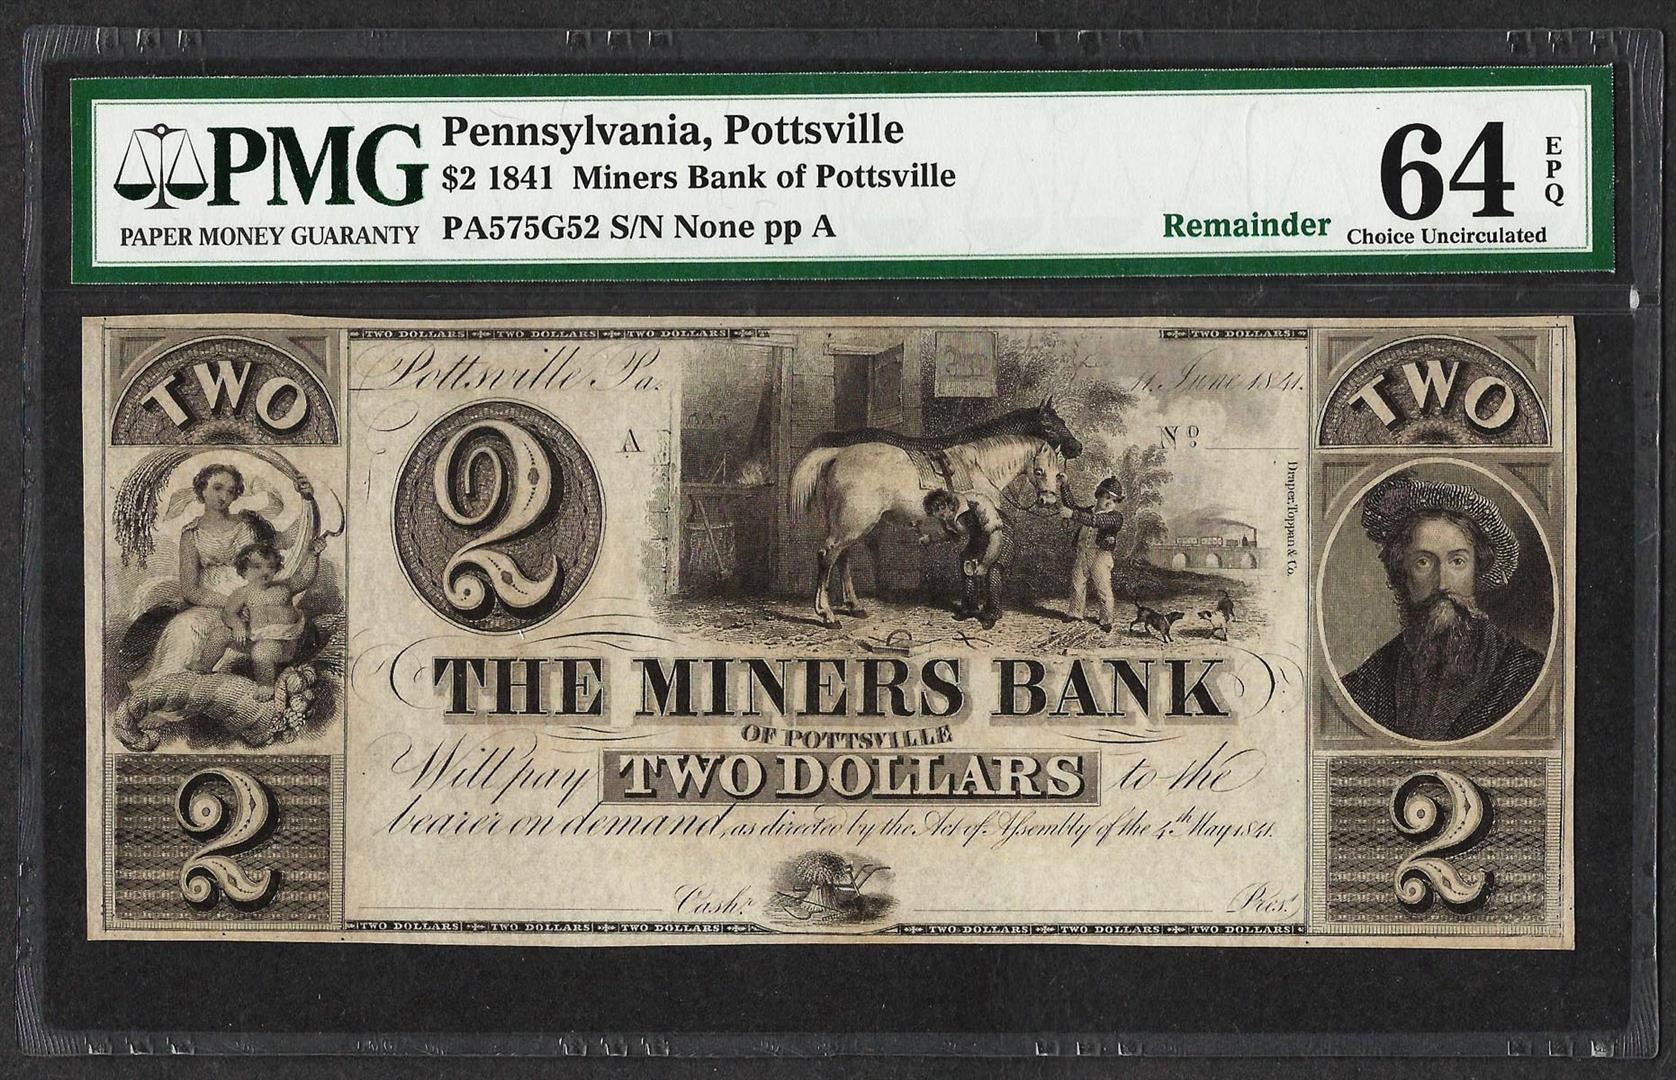 PMG
PAPER MONEY GUARANTY
Pennsylvania, Pottsville
$2 1841 Miners Bank of Pottsville
PA575G52 S/N None pp A
Remainder
64
EPQ
Choice Uncirculated
TWO DOLLARS TWO DOLLARS TWO DOLLARS
TWO DOLLARS
TWO
Pottsville Pa.
11. June 1841.
TWO
2
A
No
Draper, Toppan & Co.
THE MINERS BANK
OF POTTSVILLE
Will pay TWO DOLLARS to the
bearer on demand, as directed by the Act of Assembly of the 4th May 1841.
2
2
Cashr.
Prest.
TWO DOLLARS TWO DOLLARS TWO DOLLARS
TWO DOLLARS TWO DOLLARS TWO DOLLARS